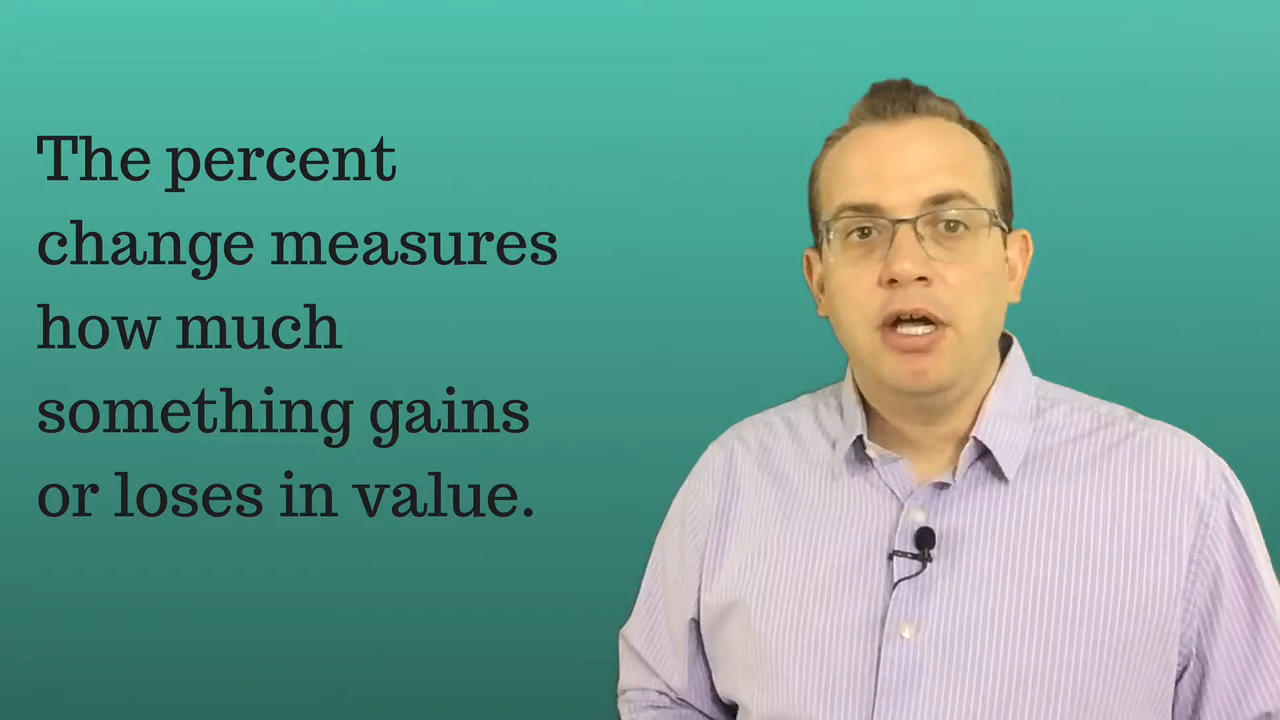 The percent
change measures
how much
something gains
or loses in value.